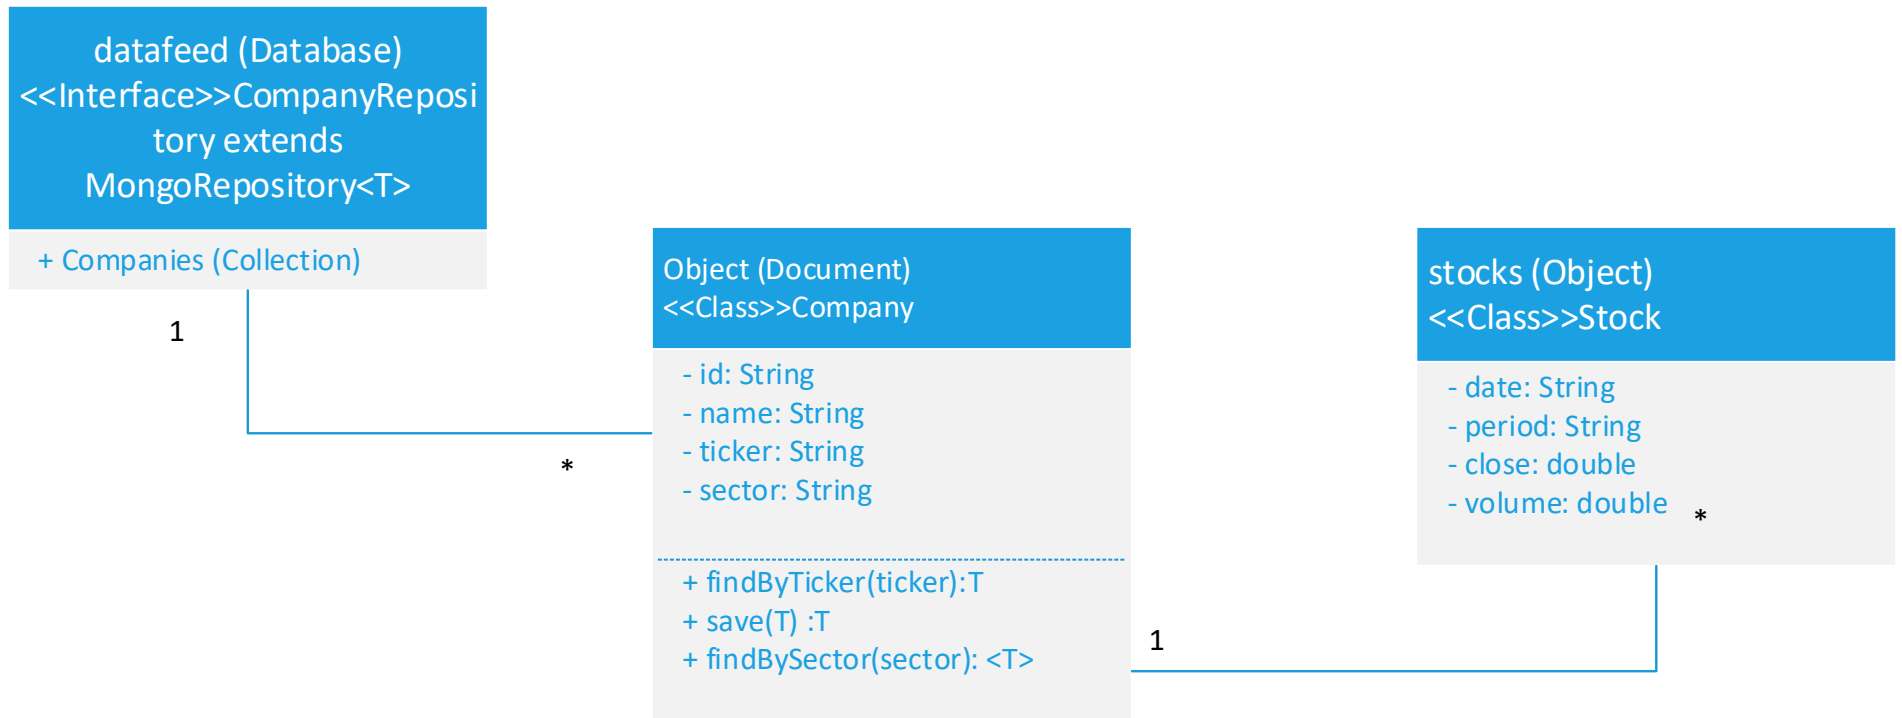 datafeed (Database)
<<Interface>>CompanyReposi
tory extends
MongoRepository<T>
+ Companies (Collection)
1
*
Object (Document)
<<Class>>Company
- id: String
- name: String
- ticker: String
- sector: String
+ findByTicker(ticker):T
+ save(T) :T
+ findBySector(sector): <T>
1
stocks (Object)
<<Class>>Stock
- date: String
- period: String
- close: double
- volume: double
*